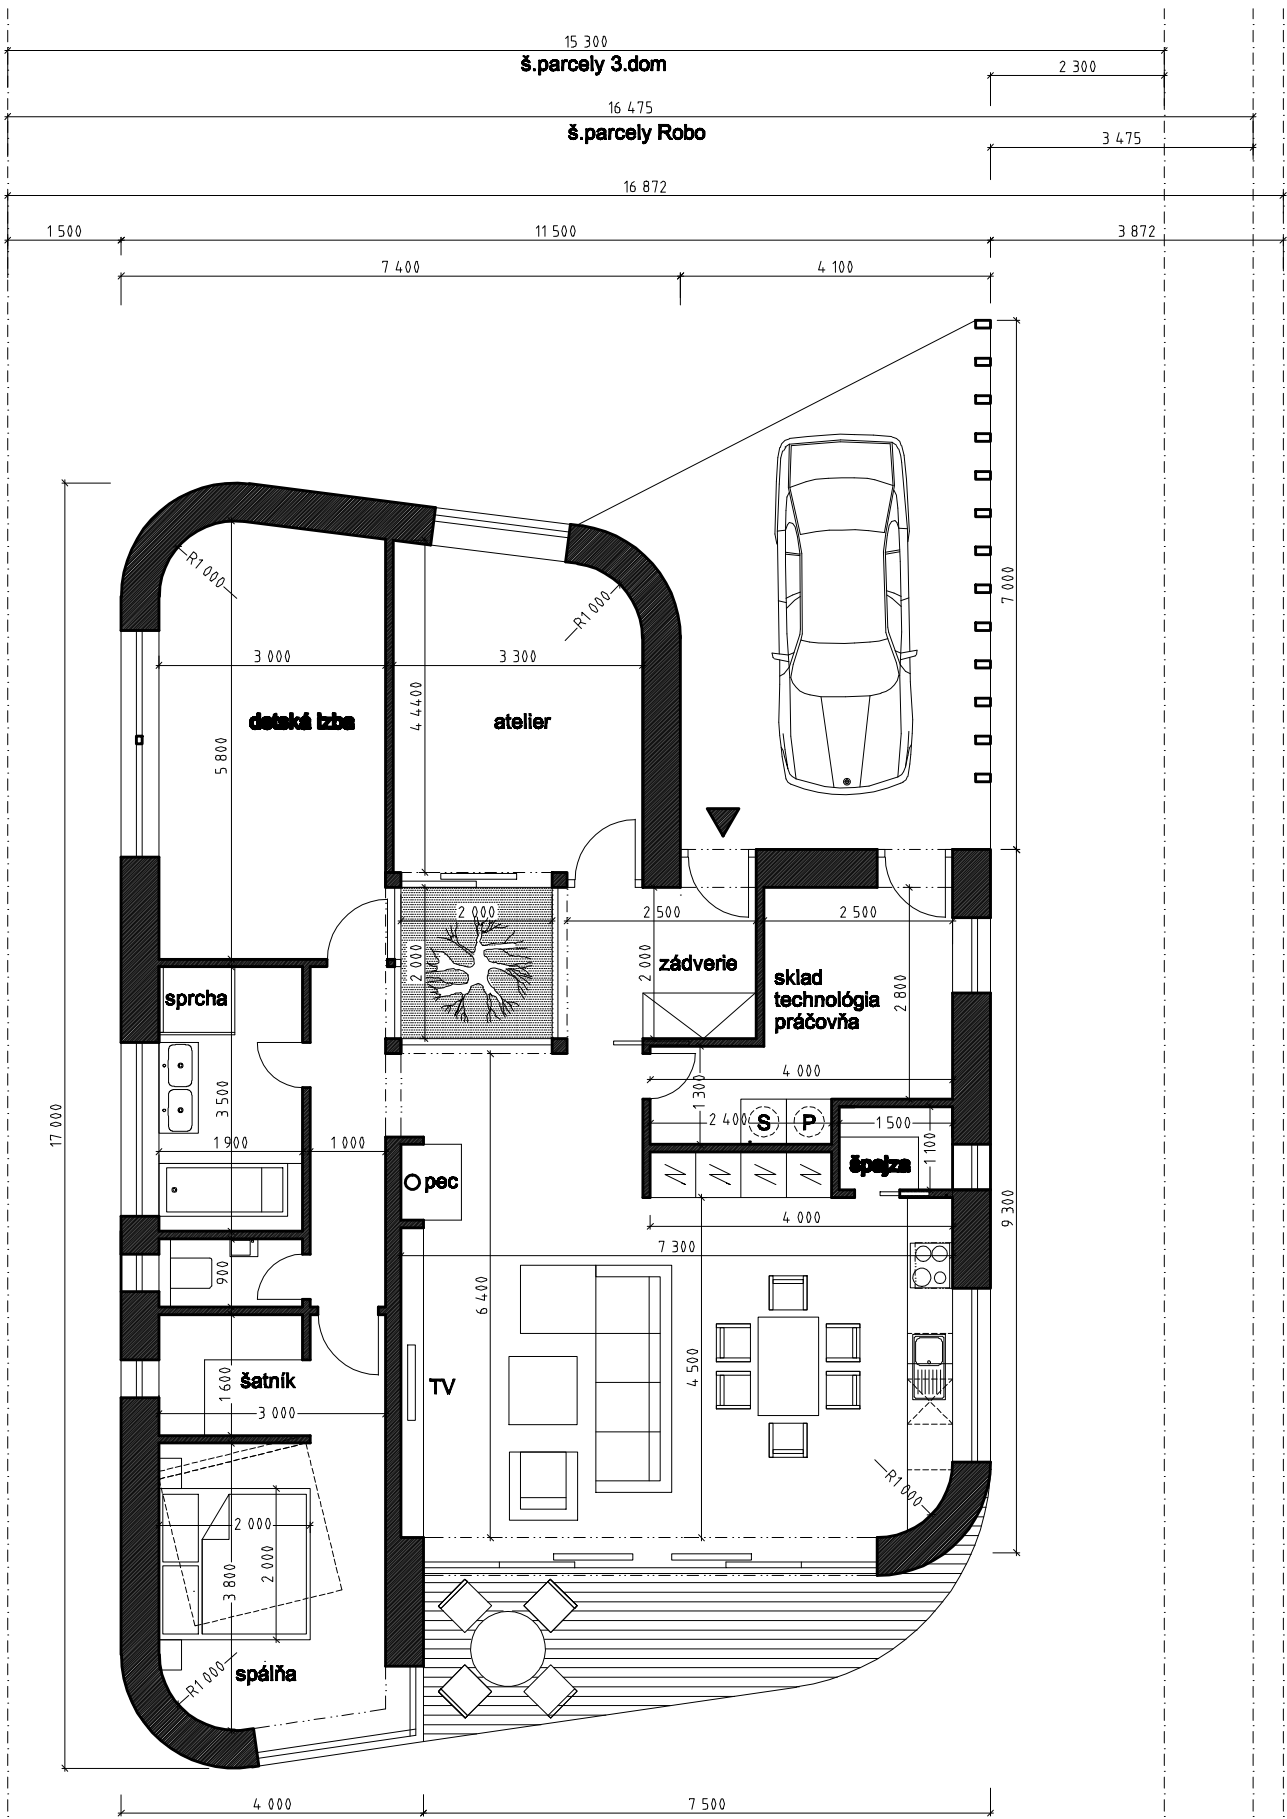 15 300
š.parcely 3.dom
2 300
16 475
š.parcely Robo
3 475
16 872
1 500
11 500
3 872
7 400
4 100
R1 000
R1 000
7 000
3 000
3 300
4 4400
detská izba
atelier
5 800
2 000
2 500
2 500
2 000
2 000
zádverie
sprcha
sklad
technológia
práčovňa
2 800
17 000
3 500
1 300
4 000
2 400
S
P
1 500
1 900
1 000
1 100
pec
špajza
9 300
4 000
7 300
900
6 400
4 500
1 600
šatník
TV
3 000
R1 000
2 000
2 000
3 800
R1 000
spálňa
4 000
7 500